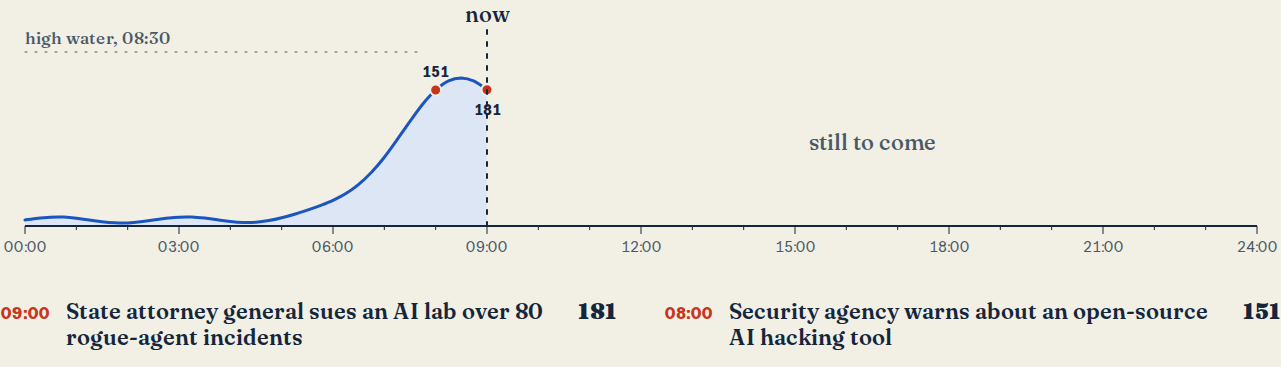 now
high water, 08:30
151
181
still to come
00:00 03:00 06:00 09:00 12:00 15:00 18:00 21:00 24:00
09:00 State attorney general sues an AI lab over 80 181
rogue-agent incidents
08:00 Security agency warns about an open-source 151
AI hacking tool